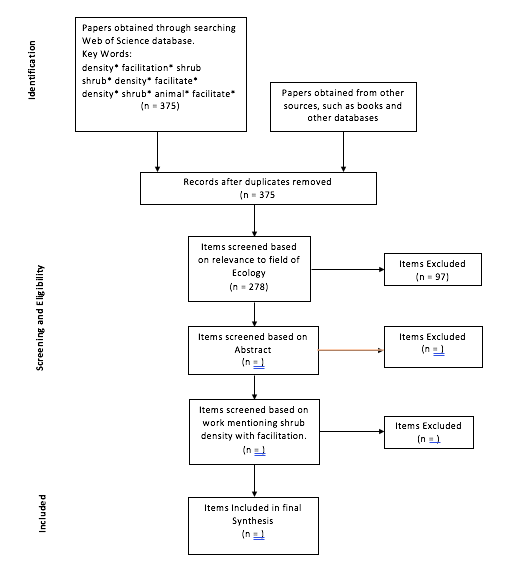 Identification
Papers obtained through searching
Web of Science database.
Key Words:
density* facilitation* shrub
shrub* density* facilitate*
density* shrub* animal* facilitate*
(n = 375)
Papers obtained from other
sources, such as books and
other databases
Records after duplicates removed
(n = 375
Screening and Eligibility
Items screened based
on relevance to field of
Ecology
(n = 278)
Items Excluded
(n = 97)
Items screened based on
Abstract
(n = )
Items Excluded
(n = )
Items screened based on
work mentioning shrub
density with facilitation.
(n = )
Items Excluded
(n = )
Included
Items Included in final
Synthesis
(n = )